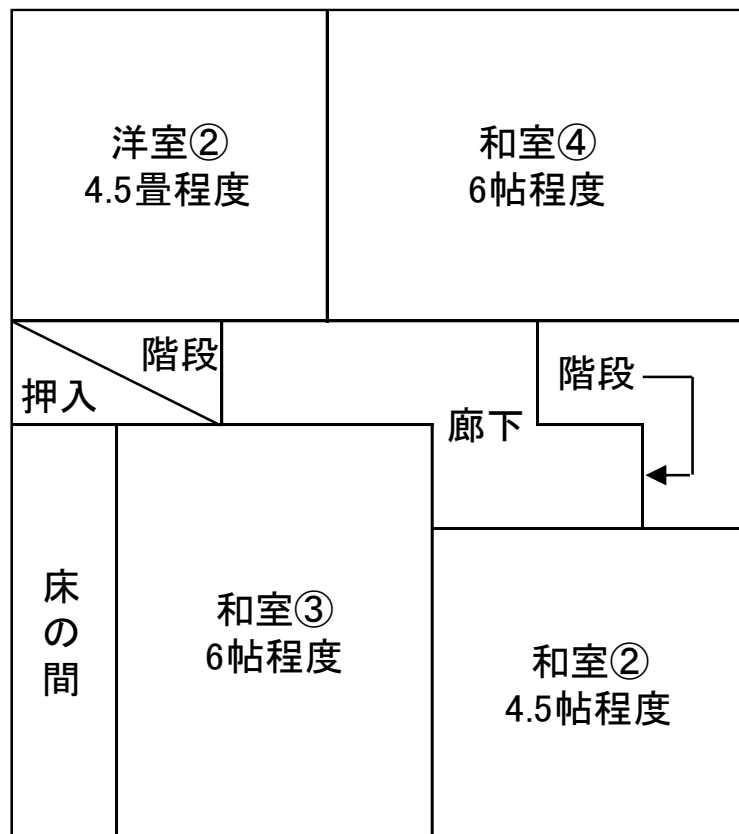 洋室②
4.5畳程度
和室④
6帖程度
階段
押入
階段
廊下
床の間
和室③
6帖程度
和室②
4.5帖程度